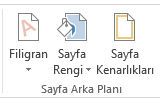 Filigran Sayfa Sayfa
Rengi Kenarlıkları
Sayfa Arka Planı